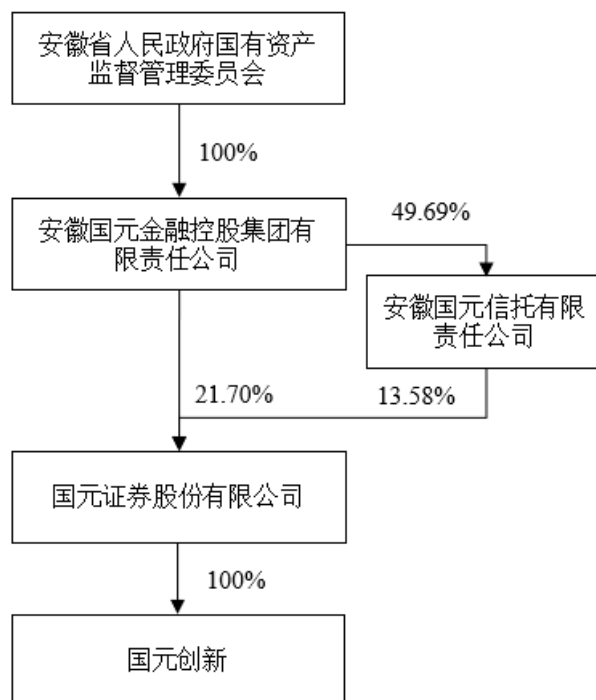 安徽省人民政府国有资产
监督管理委员会
100%
安徽国元金融控股集团有
限责任公司
49.69%
安徽国元信托有限
责任公司
21.70%
13.58%
国元证券股份有限公司
100%
国元创新